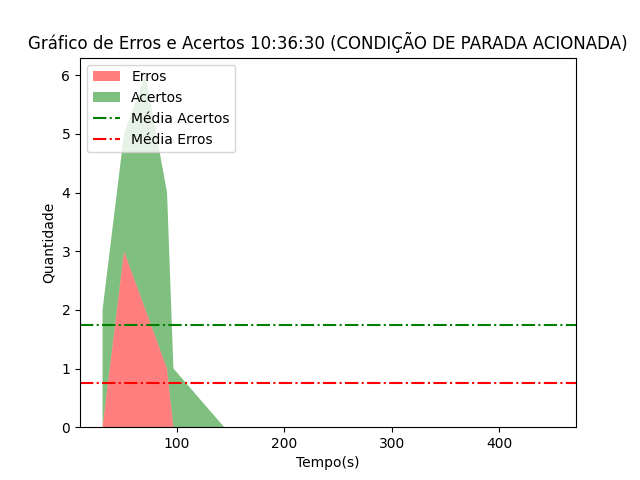 Gráfico de Erros e Acertos 10:36:30 (CONDIÇÃO DE PARADA ACIONADA)
Erros
Acertos
Média Acertos
Média Erros
Quantidade
6
5
4
3
2
1
0
100 200 300 400
Tempo(s)